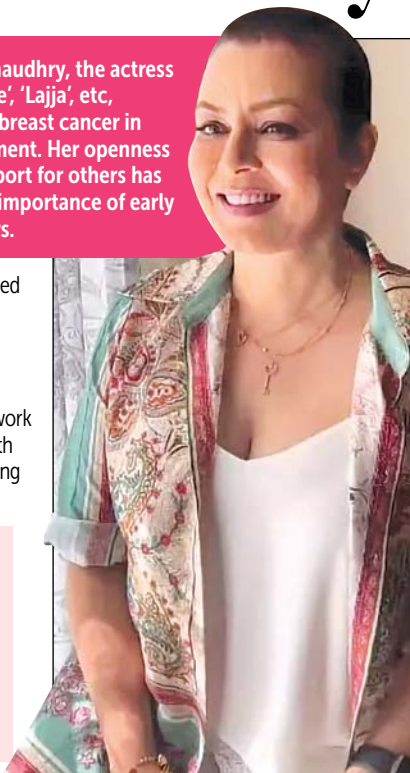 audhry, the actress
e’, ‘Lajja’, etc,
breast cancer in
ment. Her openness
port for others has
importance of early
s.
ed
work
th
ng